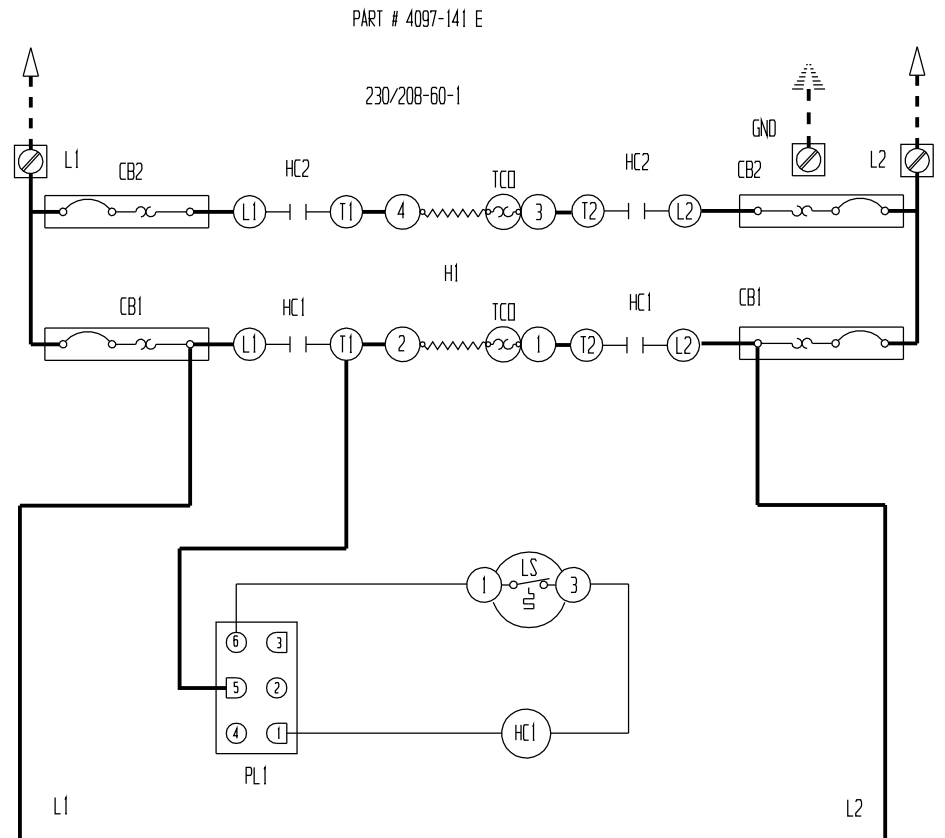 PART # 4097-141 E
230/208-60-1
GND
L1
CB2
HC2
TCO
HC2
CB2
L2
L1
T1
4
3
T2
L2
H1
CB1
HC1
TCO
HC1
CB1
L1
T1
2
1
T2
L2
LS
1
3
6
3
5
2
4
1
HC1
PL1
L1
L2